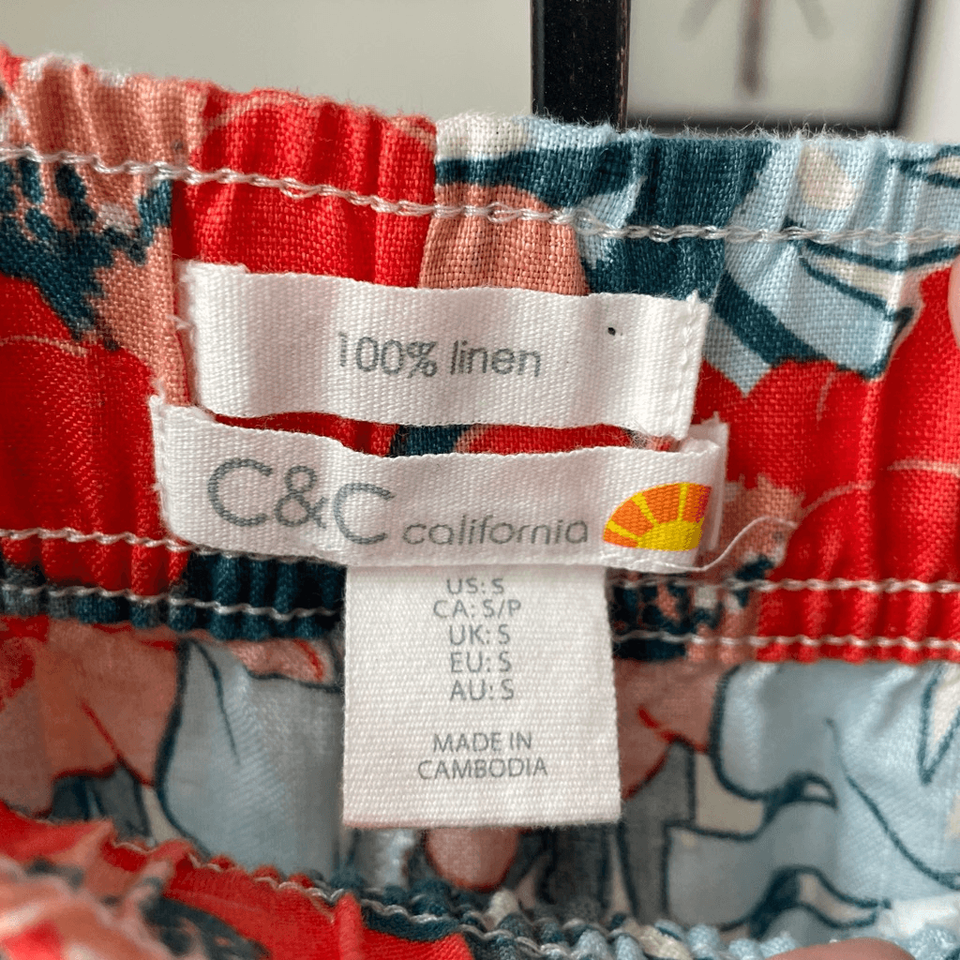 100% linen
C&C california
US: S
CA: S/P
UK: S
EU: S
AU: S
MADE IN
CAMBODIA